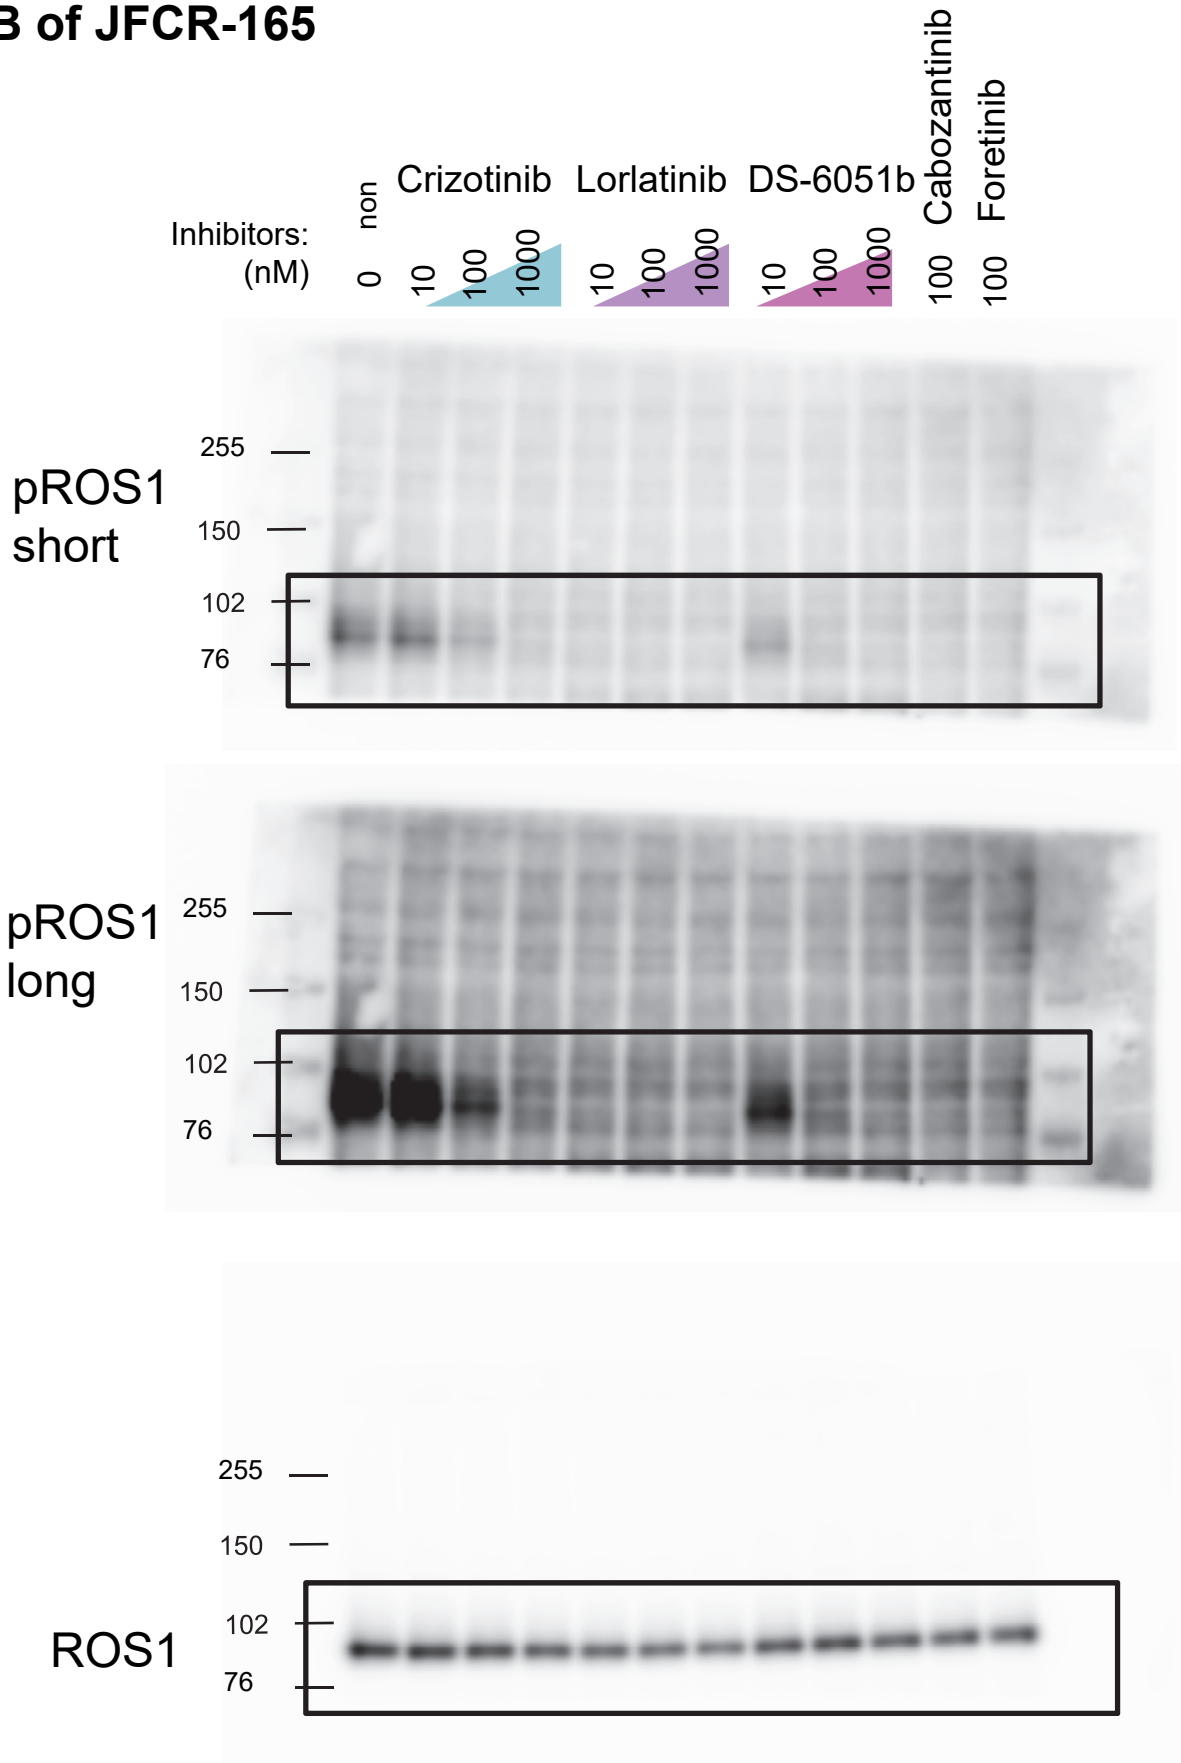 B of JFCR-165
Cabozantinib
Foretinib
Crizotinib Lorlatinib DS-6051b
non
Inhibitors:
(nM)
0 10 100 1000 10 100 1000 10 100 1000 100 100
pROS1
short
255
150
102
76
pROS1
long
255
150
102
76
ROS1
255
150
102
76